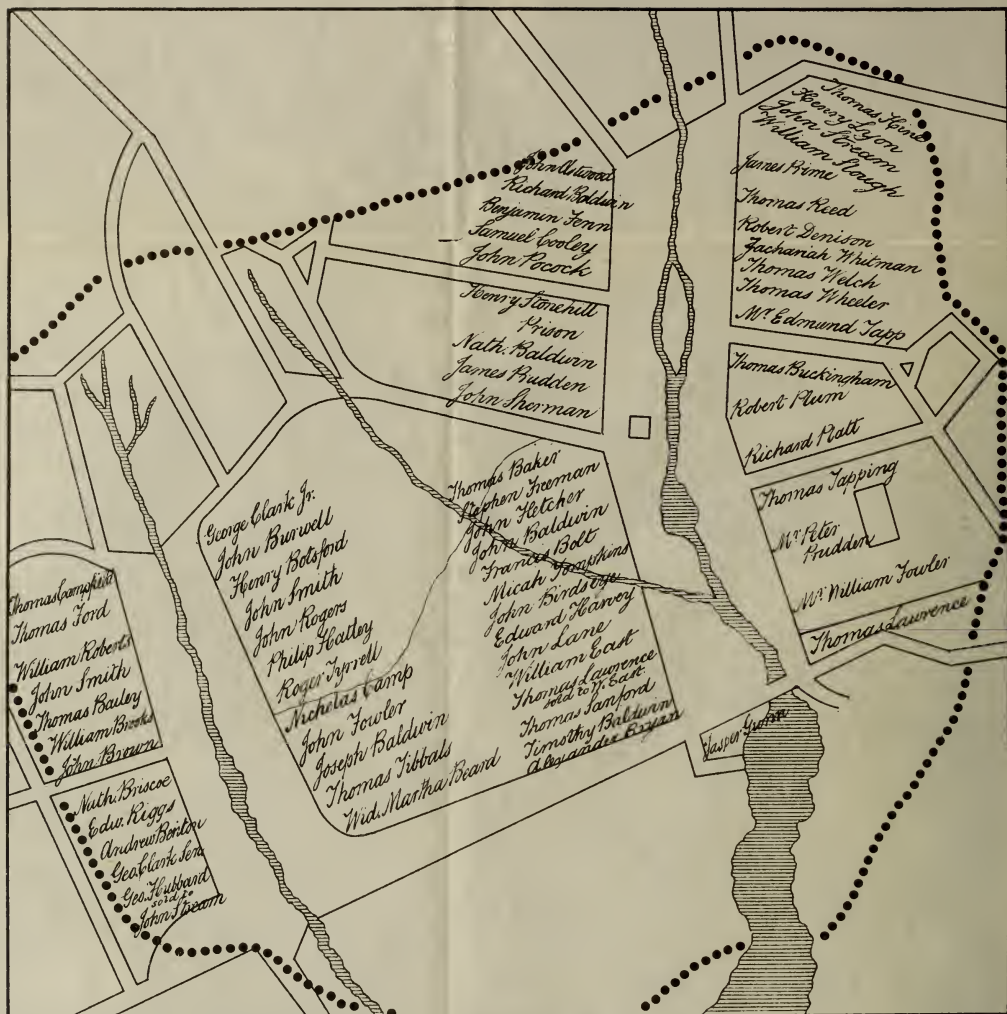 John Astwood
Richard Baldwin
Benjamin Fenn
Samuel Cooley
John Pocock
Henry Stonehill
Prison
Nath. Baldwin
James Prudden
John Sherman
Thomas Hine
Henry Lyon
John Stream
William Slough
James Prime
Thomas Reed
Robert Denison
Zachariah Whitman
Thomas Welch
Thomas Wheeler
Mr. Edmund Tapp
Thomas Buckingham
Robert Plum
Richard Platt
Thomas Tapping
Mr. Peter
Prudden
Mr. William Fowler
Thomas Lawrence
George Clark Jr.
John Burwell
Henry Botsford
John Smith
John Rogers
Philip Hatley
Roger Tyrrell
Nicholas Camp
John Fowler
Joseph Baldwin
Thomas Tibbals
Wid. Martha Beard
Thomas Baker
Stephen Freeman
John Fletcher
John Baldwin
Francis Bolt
Micah Tompkins
John Birdseye
Edward Harvey
John Lane
William East
Thomas Lawrence
sold to W. East
Thomas Sanford
Timothy Baldwin
Alexander Bryan
Jasper Gunn
Thomas Campfield
Thomas Ford
William Roberts
John Smith
Thomas Bayley
William Brooks
John Brown
Nath. Briscoe
Edw. Riggs
Andrew Benton
Geo. Clark Sen.
Geo. Hubbard
sold to
John Stream